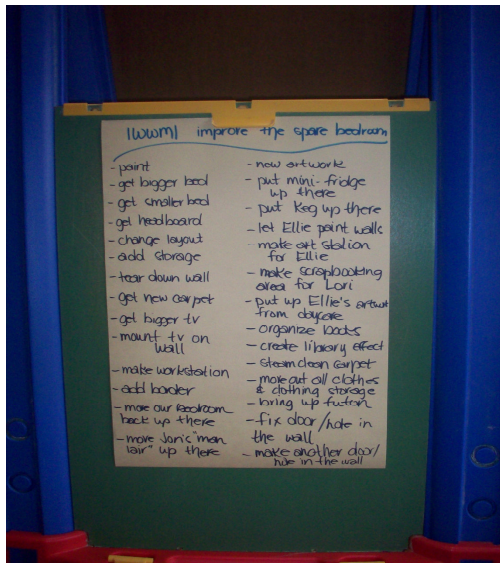 IWWMI improve the spare bedroom
- paint
- get bigger bed
- get smaller bed
- get headboard
- change layout
- add storage
- tear down wall
- get new carpet
- get bigger tv
- mount tv on
wall
- make workstation
- add border
- move our bedroom
back up there
- move Jon's "man
lair" up there
- new artwork
- put mini-fridge
up there
- put keg up there
- let Ellie paint walls
- make art station
for Ellie
- make scrapbooking
area for Lori
- put up Ellie's artwork
from daycare
- organize books
- create library effect
- steam clean carpet
- move out all clothes
& clothing storage
- bring up futon
- fix door/hole in
the wall
- make another door/
hole in the wall